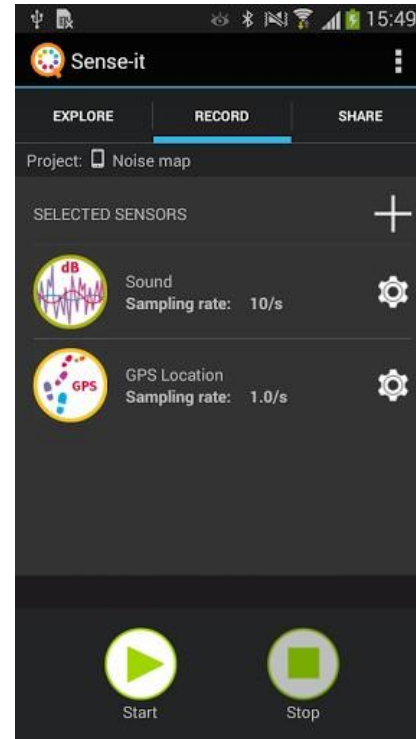 15:49
Sense-it
EXPLORE RECORD SHARE
Project: Noise map
SELECTED SENSORS
dB
Sound
Sampling rate: 10/s
GPS
GPS Location
Sampling rate: 1.0/s
Start Stop